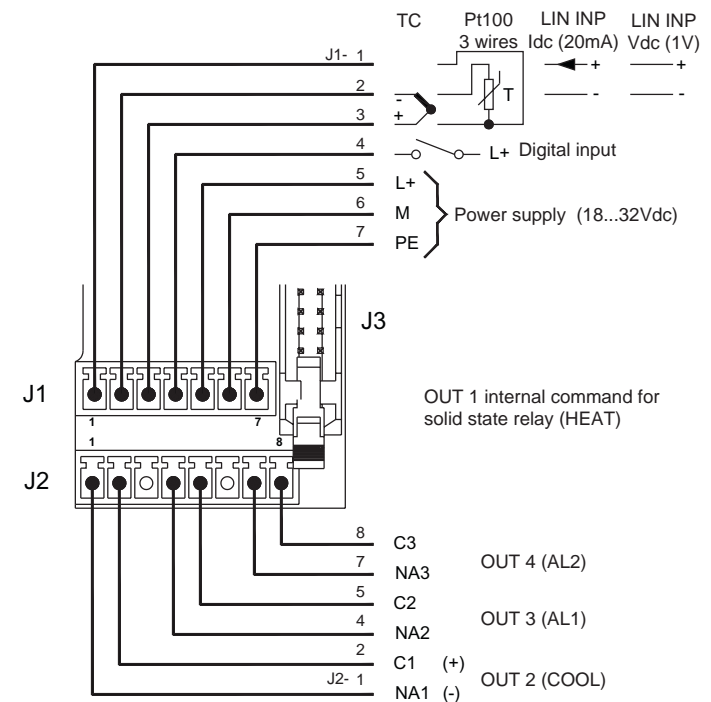 TC Pt100 LIN INP LIN INP
3 wires Idc (20mA) Vdc (1V)
J1- 1 + +
2 - T - -
3 +
4 L+ Digital input
5 L+
6 M Power supply (18...32Vdc)
7 PE
J3
J1
OUT 1 internal command for
solid state relay (HEAT)
1 7
1 8
J2
8 C3
7 NA3 OUT 4 (AL2)
5 C2
4 NA2 OUT 3 (AL1)
2 C1 (+)
J2- 1 NA1 (-) OUT 2 (COOL)